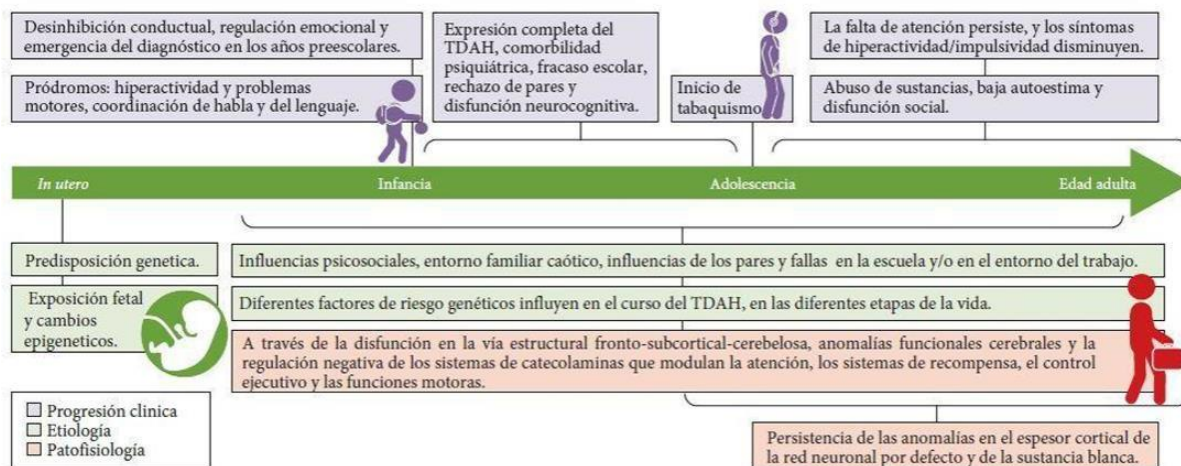 Desinhibición conductual, regulación emocional y
emergencia del diagnóstico en los años preescolares.
Pródromos: hiperactividad y problemas
motores, coordinación de habla y del lenguaje.
Expresión completa del
TDAH, comorbilidad
psiquiátrica, fracaso escolar,
rechazo de pares y
disfunción neurocognitiva.
Inicio de
tabaquismo
La falta de atención persiste, y los síntomas
de hiperactividad/impulsividad disminuyen.
Abuso de sustancias, baja autoestima y
disfunción social.
In utero
Infancia
Adolescencia
Edad adulta
Predisposición genetica.
Exposición fetal
y cambios
epigeneticos.
Influencias psicosociales, entorno familiar caótico, influencias de los pares y fallas en la escuela y/o en el entorno del trabajo.
Diferentes factores de riesgo genéticos influyen en el curso del TDAH, en las diferentes etapas de la vida.
A través de la disfunción en la vía estructural fronto-subcortical-cerebelosa, anomalías funcionales cerebrales y la
regulación negativa de los sistemas de catecolaminas que modulan la atención, los sistemas de recompensa, el control
ejecutivo y las funciones motoras.
Progresión clinica
Etiología
Patofisiología
Persistencia de las anomalías en el espesor cortical de
la red neuronal por defecto y de la sustancia blanca.